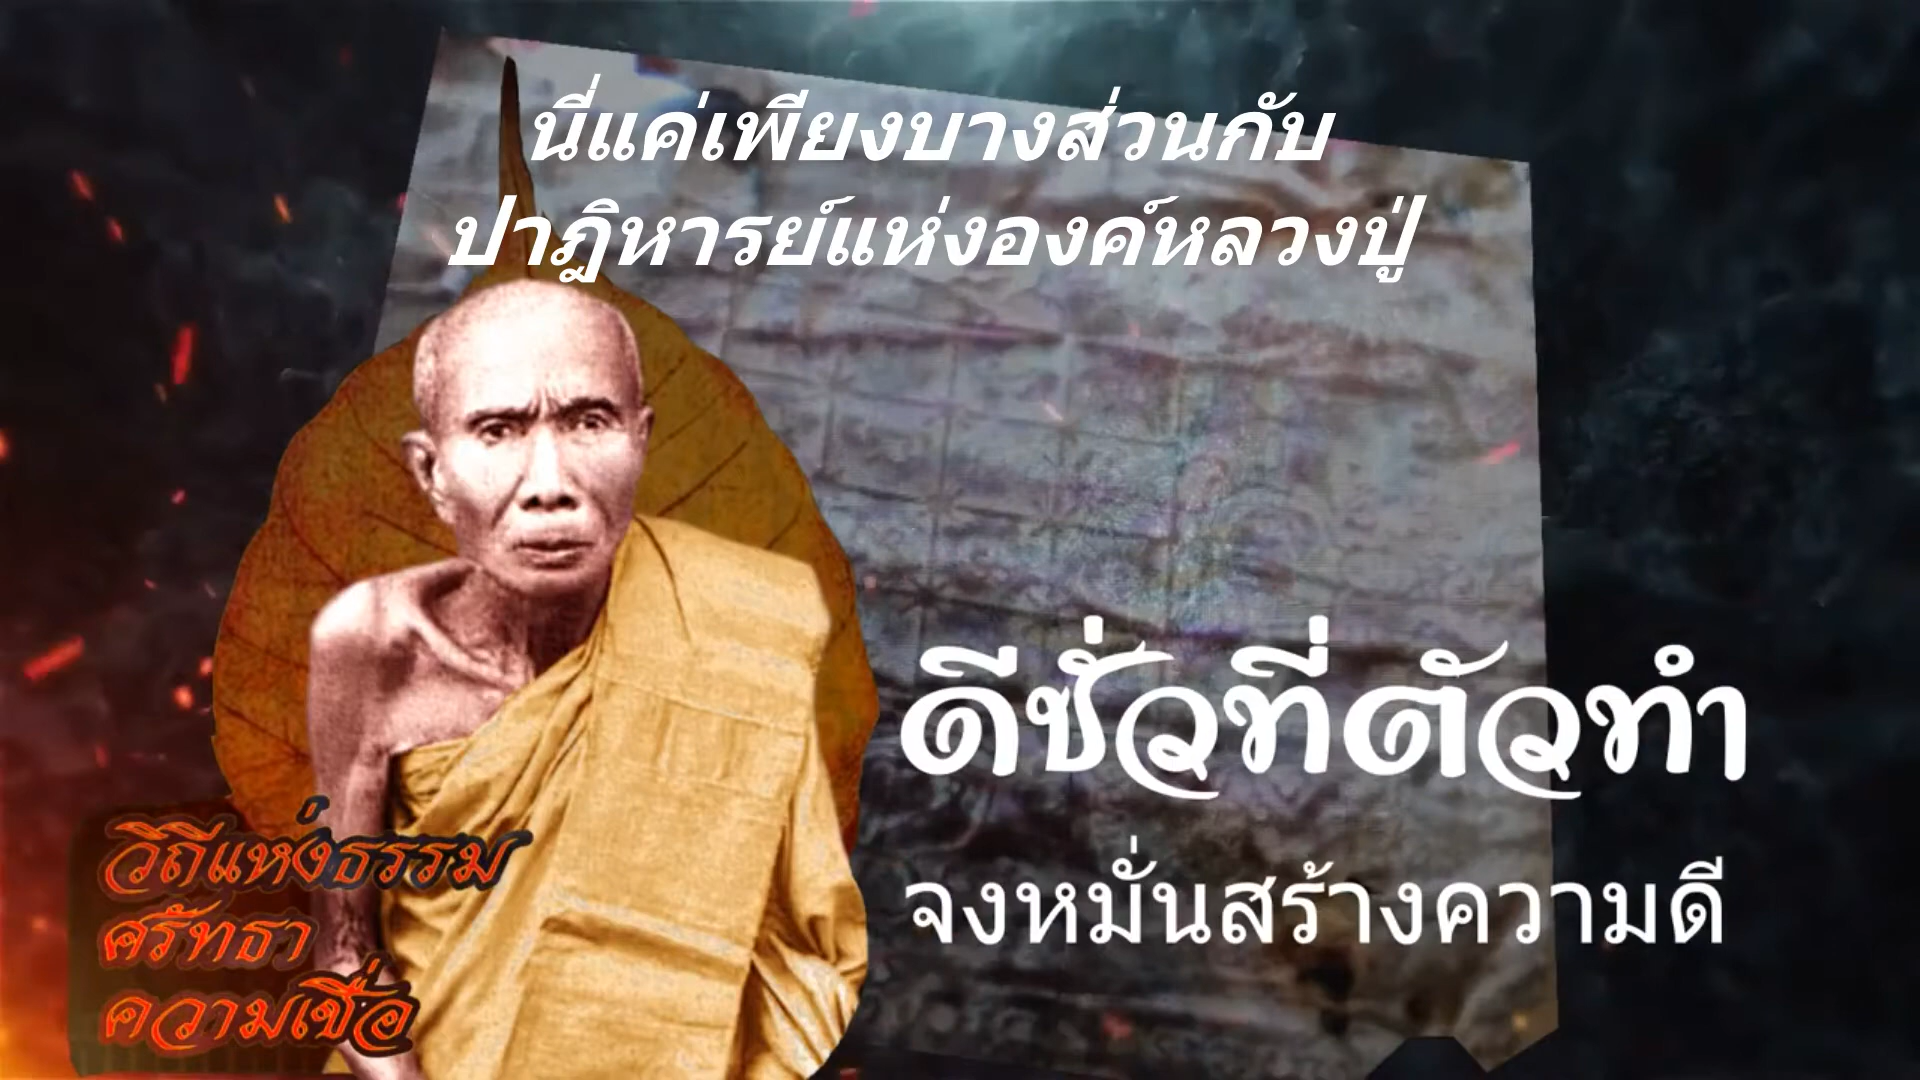 นี่แค่เพียงบางส่วนกับ
ปาฎิหารย์แห่งองค์หลวงปู่
ดีชั่วที่ตัวทำ
จงหมั่นสร้างความดี
วิถีแห่งธรรม
ศรัทธา
ความเชื่อ